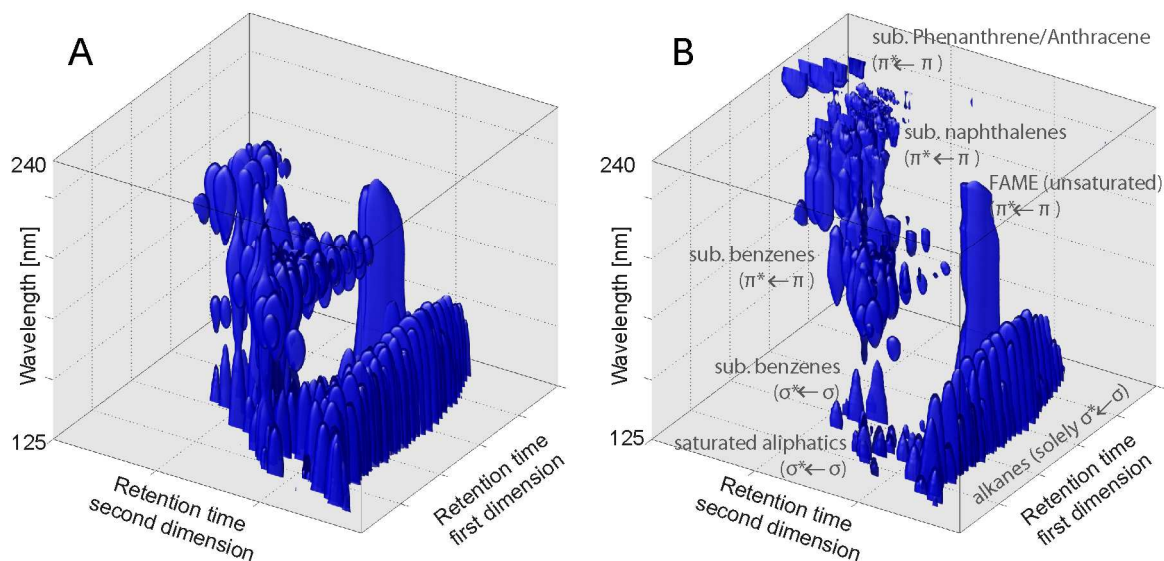 A
240
Wavelength [nm]
125
Retention time
second dimension
Retention time
first dimension
B
sub. Phenanthrene/Anthracene
(π*← π)
sub. naphthalenes
(π*← π)
FAME (unsaturated)
(π*← π)
240
sub. benzenes
(π*← π)
Wavelength [nm]
sub. benzenes
(σ*← σ)
125
saturated aliphatics
(σ*← σ)
alkanes (solely σ*← σ)
Retention time
second dimension
Retention time
first dimension